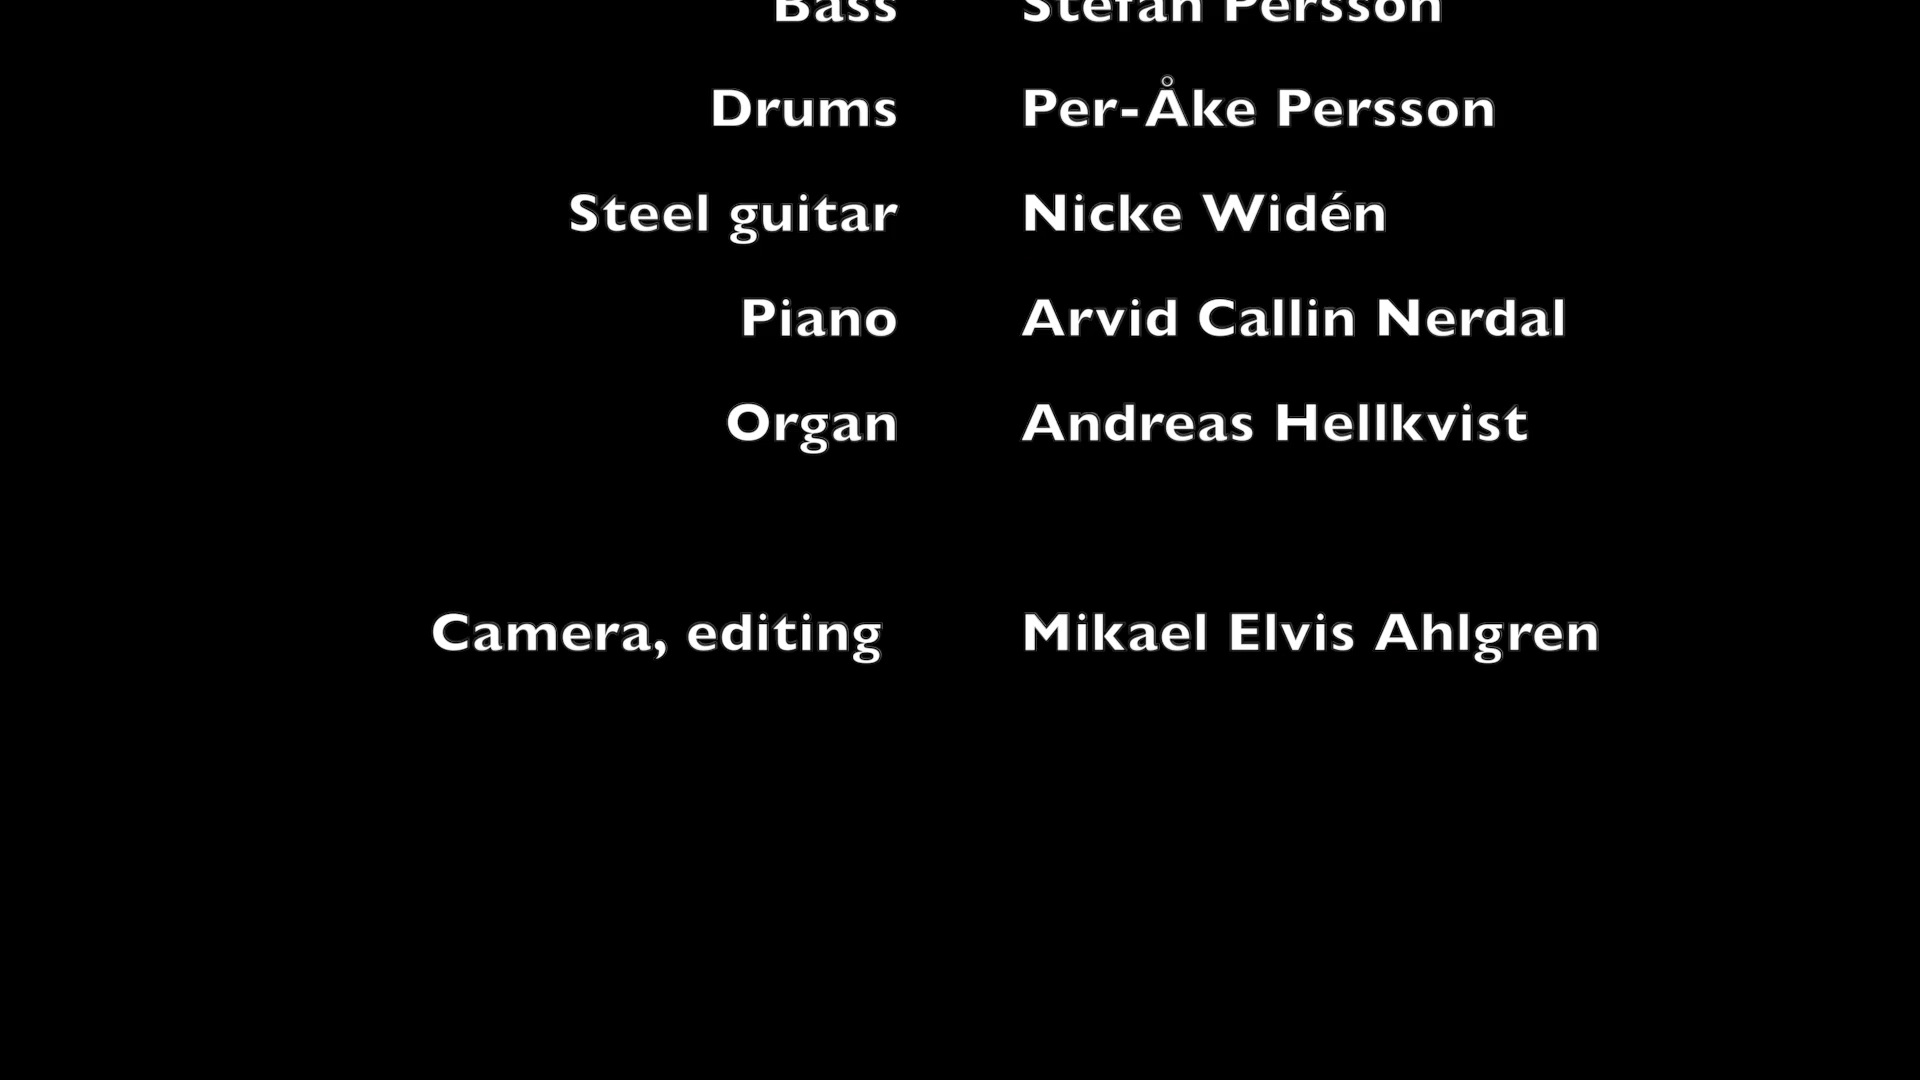 Bass Stefan Persson
Drums Per-Åke Persson
Steel guitar Nicke Widén
Piano Arvid Callin Nerdal
Organ Andreas Hellkvist
Camera, editing Mikael Elvis Ahlgren